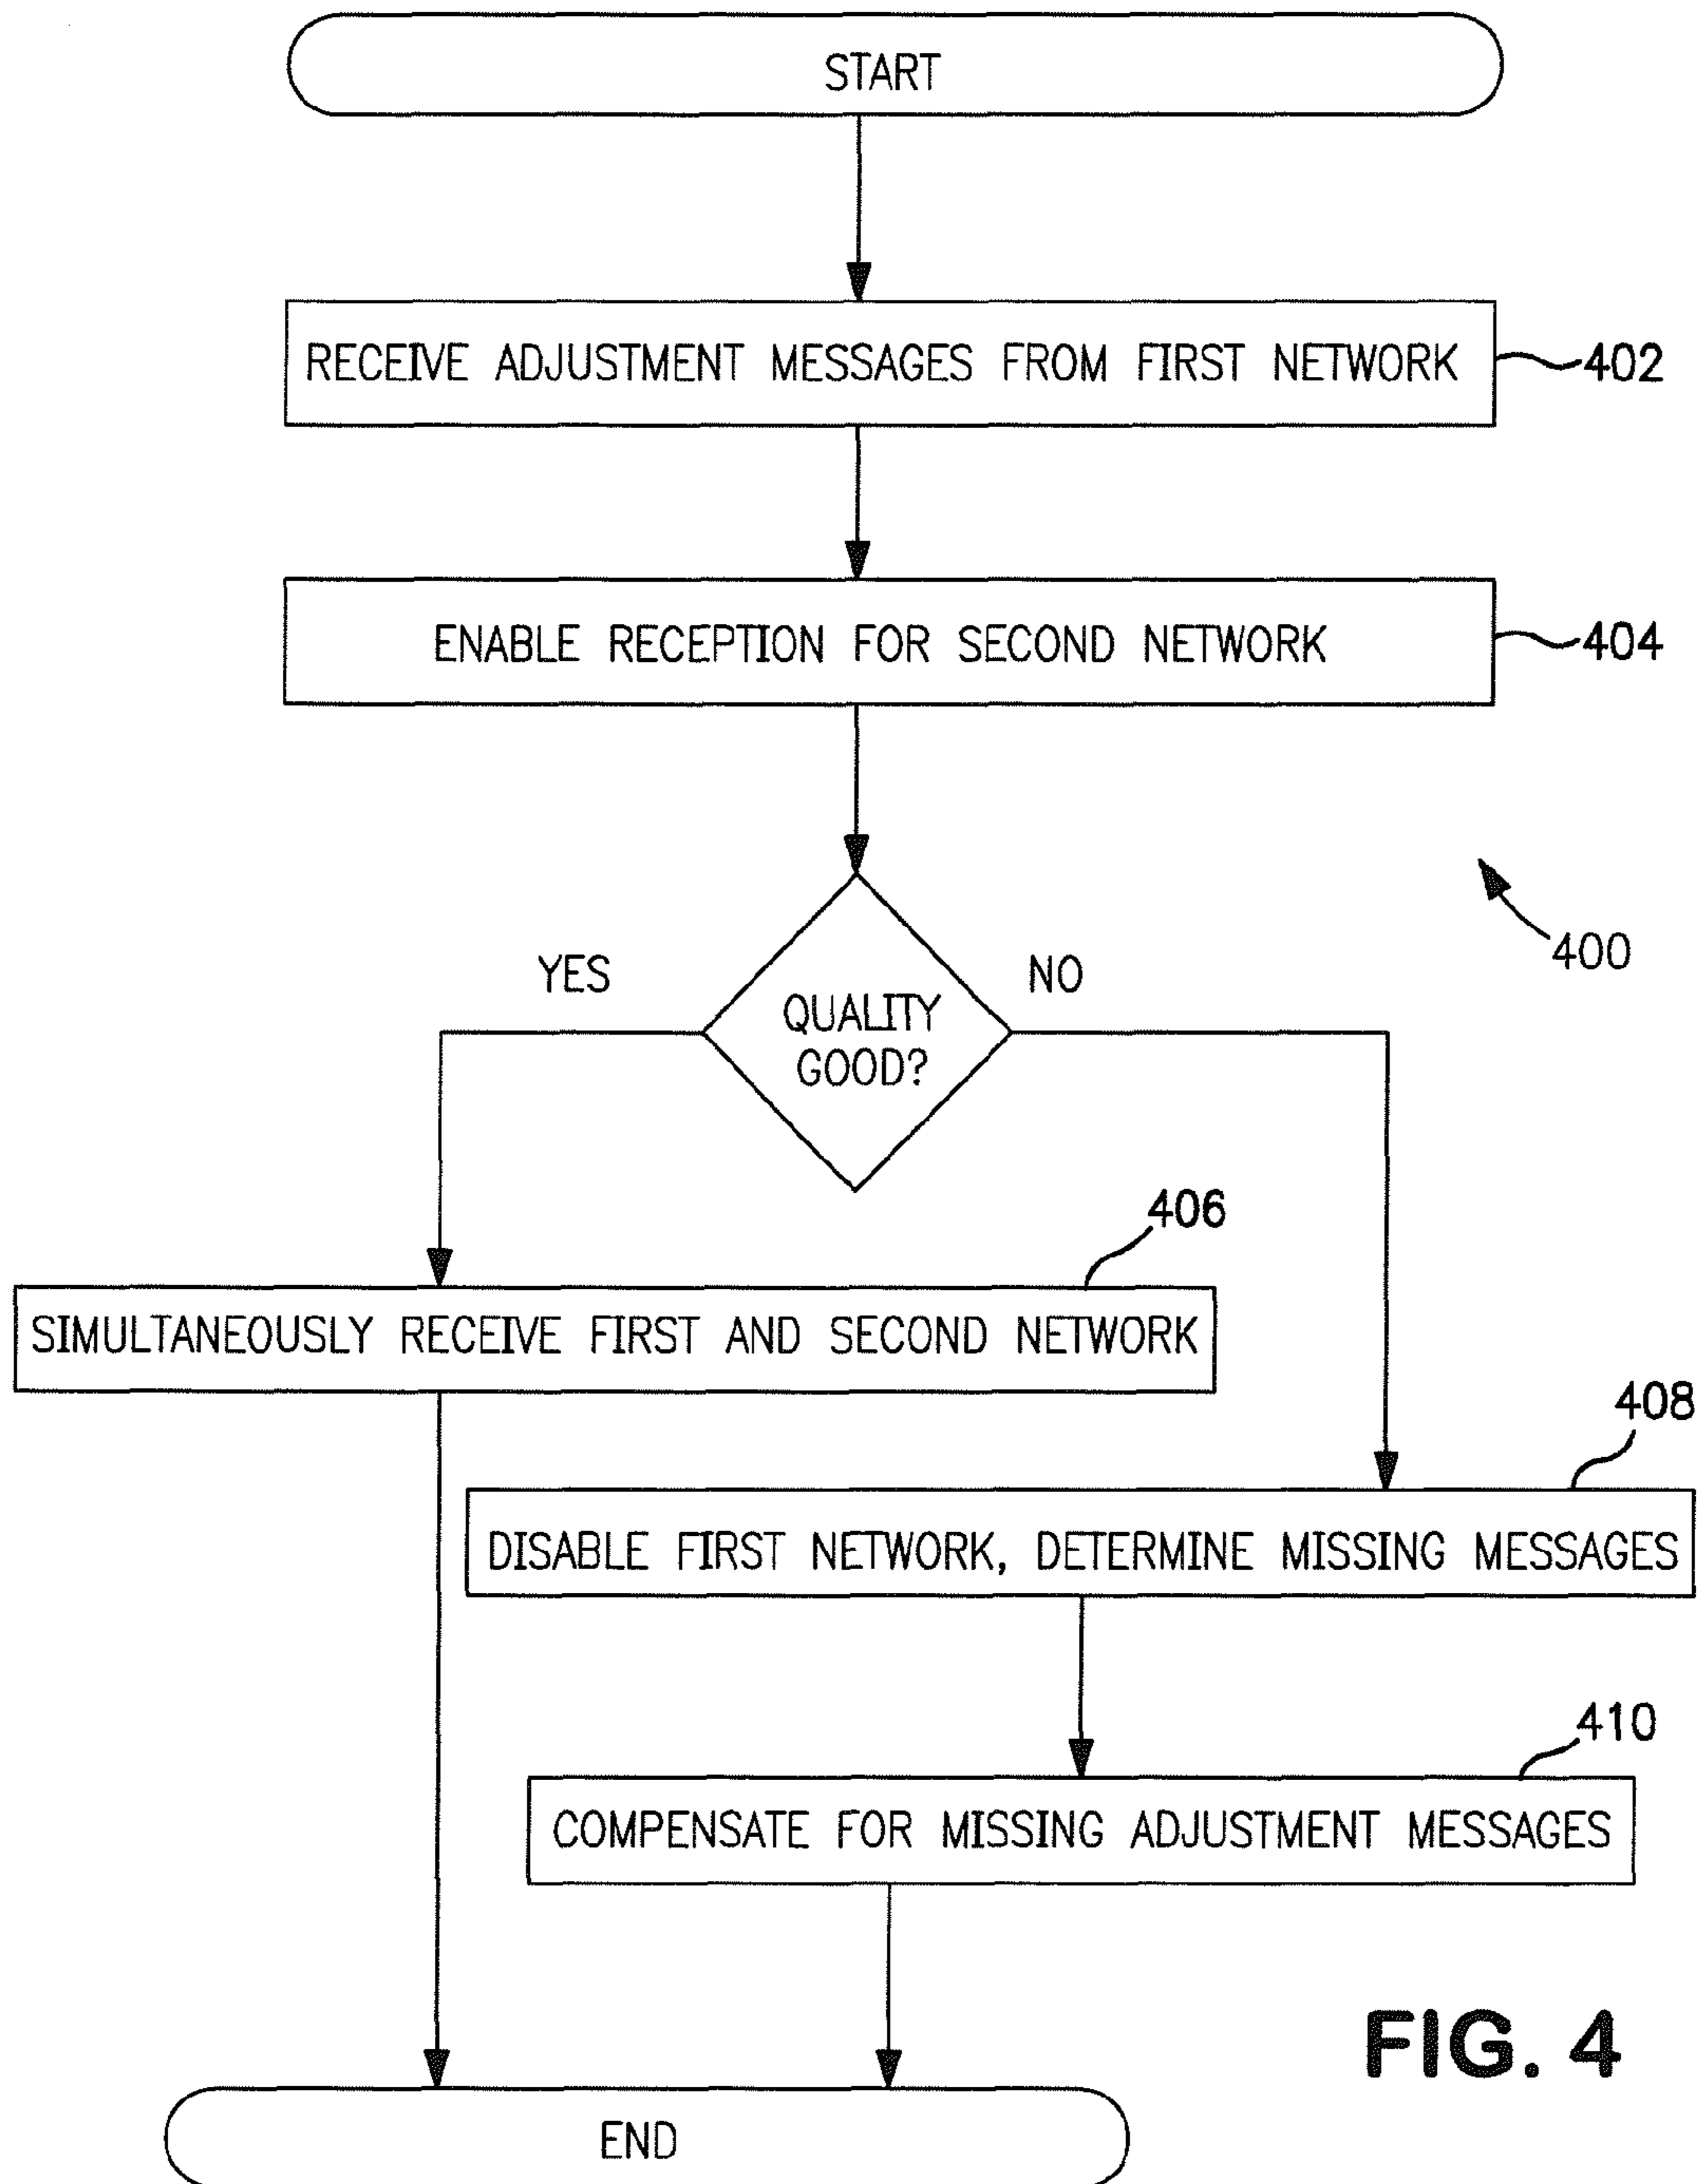 START
RECEIVE ADJUSTMENT MESSAGES FROM FIRST NETWORK
402
ENABLE RECEPTION FOR SECOND NETWORK
404
400
YES
NO
QUALITY
GOOD?
406
SIMULTANEOUSLY RECEIVE FIRST AND SECOND NETWORK
408
DISABLE FIRST NETWORK, DETERMINE MISSING MESSAGES
410
COMPENSATE FOR MISSING ADJUSTMENT MESSAGES
FIG. 4
END